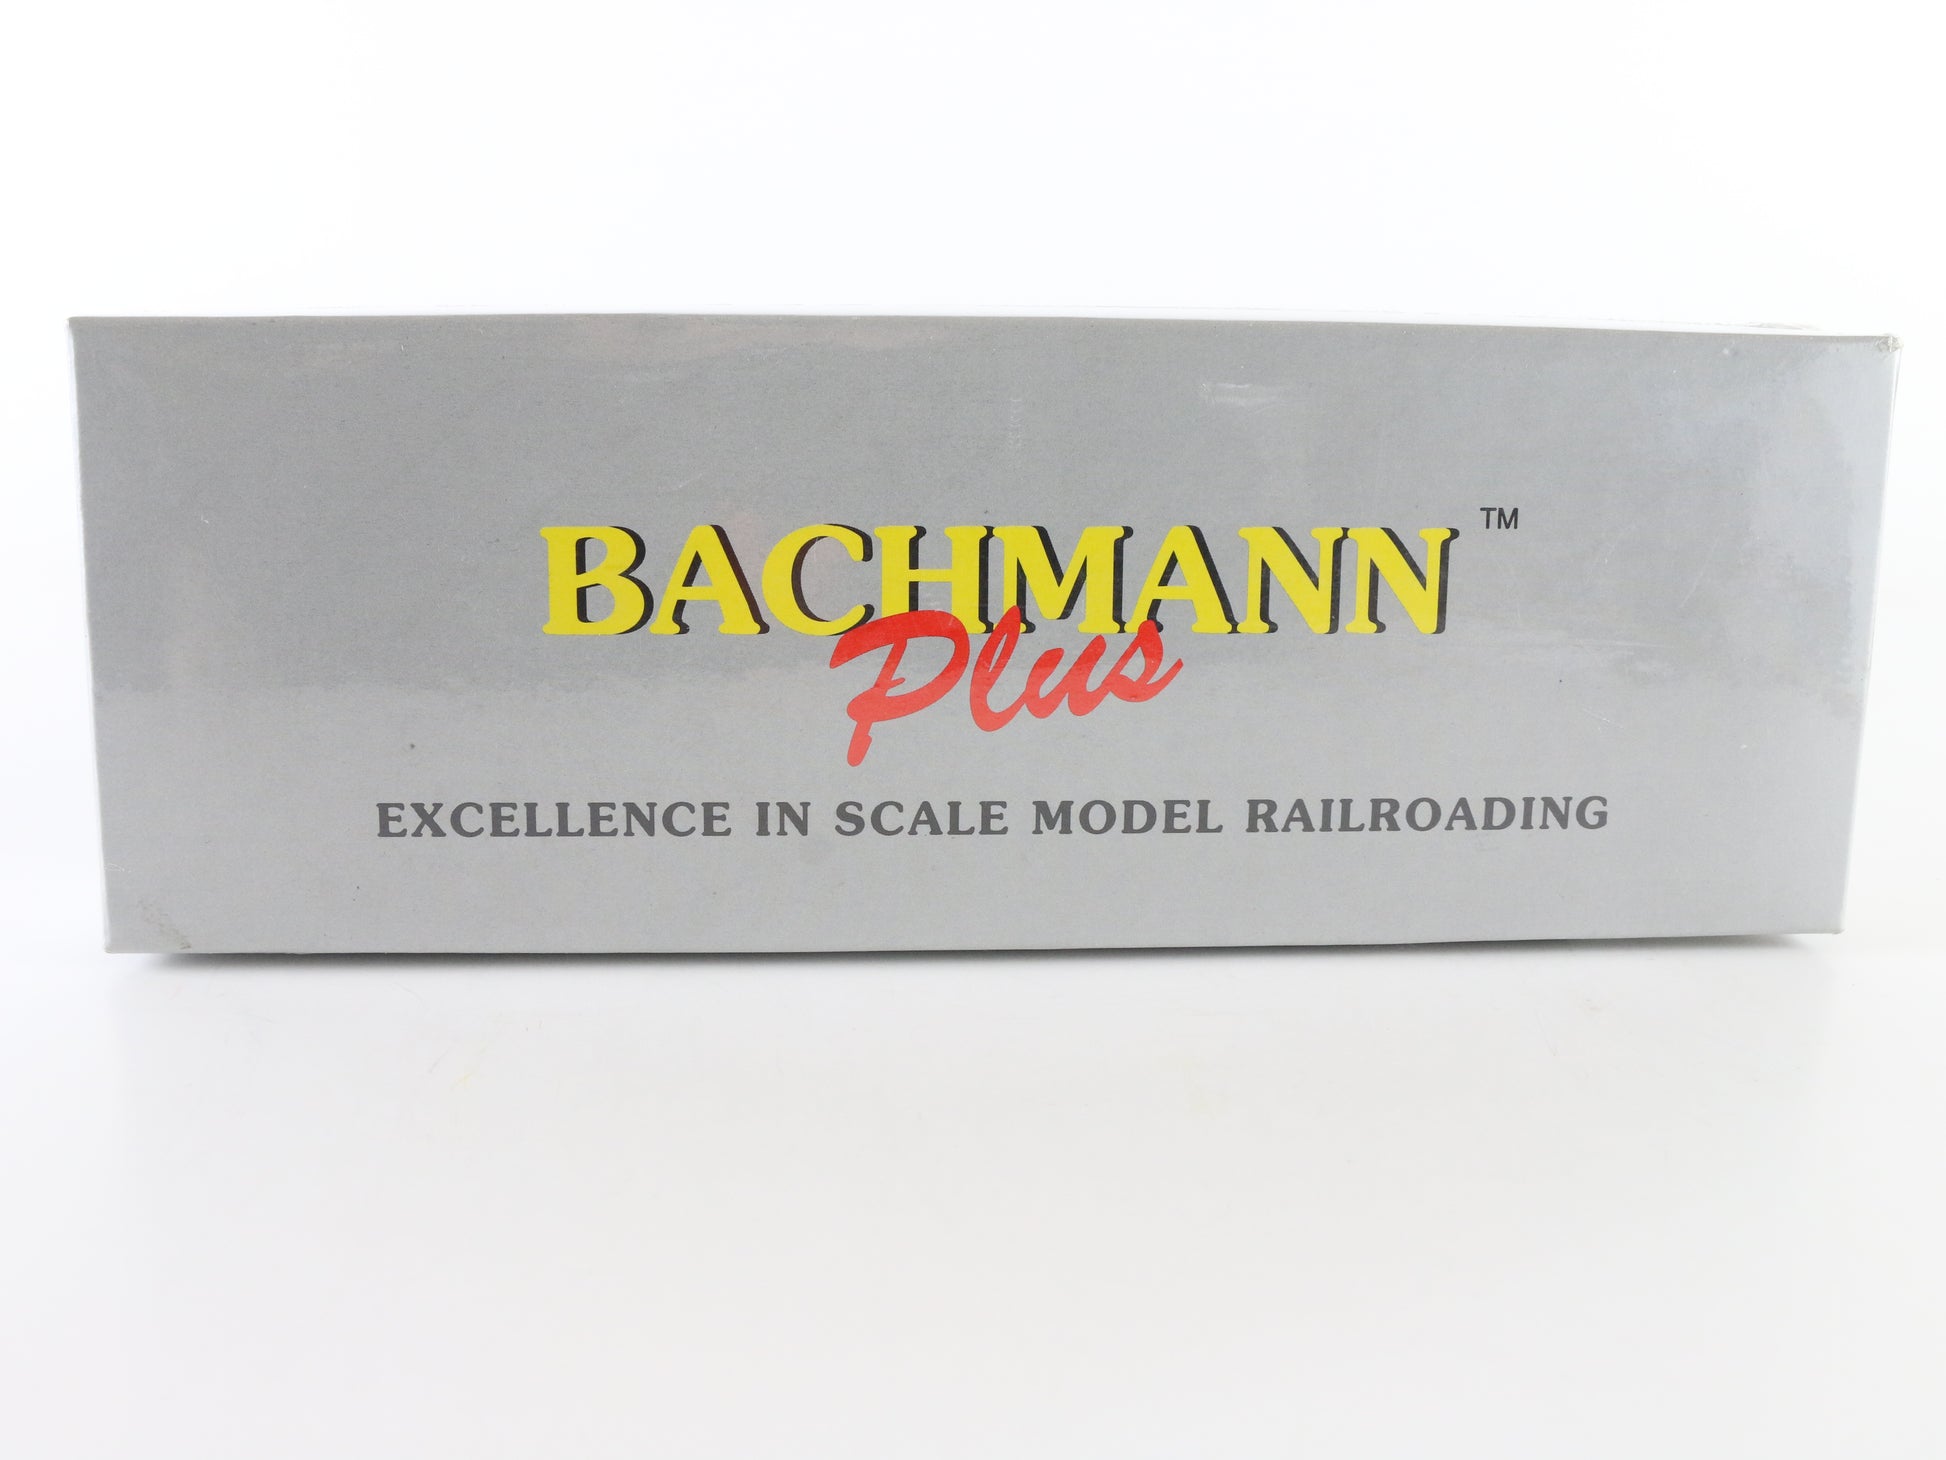 BACHMANN™
Plus
EXCELLENCE IN SCALE MODEL RAILROADING